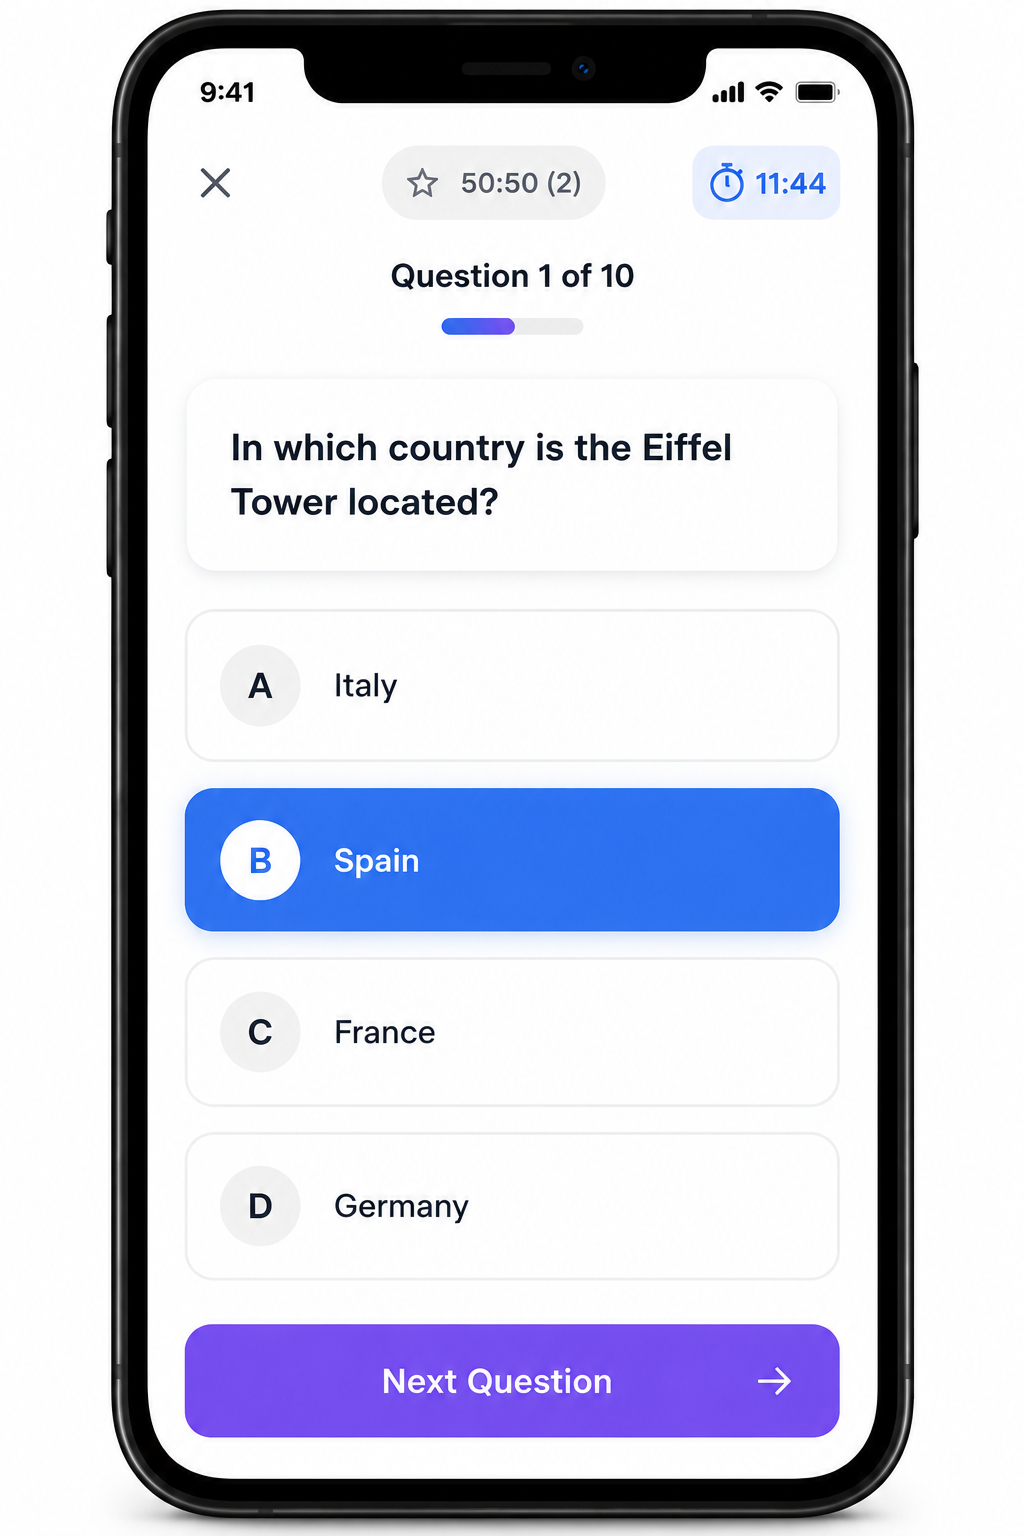 9:41
50:50 (2)
11:44
Question 1 of 10
In which country is the Eiffel
Tower located?
A Italy
B Spain
C France
D Germany
Next Question →